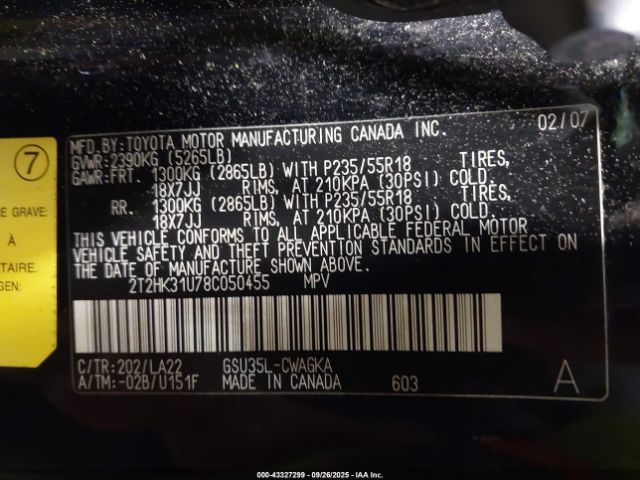 7
E GRAVE:
À
TAIRE.
GEN.
MFD.BY:TOYOTA MOTOR MANUFACTURING CANADA INC. 02/07
GVWR:2390KG (5265LB)
GAWR:FRT. 1300KG (2865LB) WITH P235/55R18 TIRES,
18X7JJ RIMS, AT 210KPA (30PSI) COLD.
RR. 1300KG (2865LB) WITH P235/55R18 TIRES,
18X7JJ RIMS, AT 210KPA (30PSI) COLD.
THIS VEHICLE CONFORMS TO ALL APPLICABLE FEDERAL MOTOR
VEHICLE SAFETY AND THEFT PREVENTION STANDARDS IN EFFECT ON
THE DATE OF MANUFACTURE SHOWN ABOVE.
2T2HK31U78C050455 MPV
C/TR:202/LA22 GSU35L-CWAGKA
A/TM:-02B/U151F MADE IN CANADA 603 A
000-43327299 - 09/26/2025 - IAA Inc.